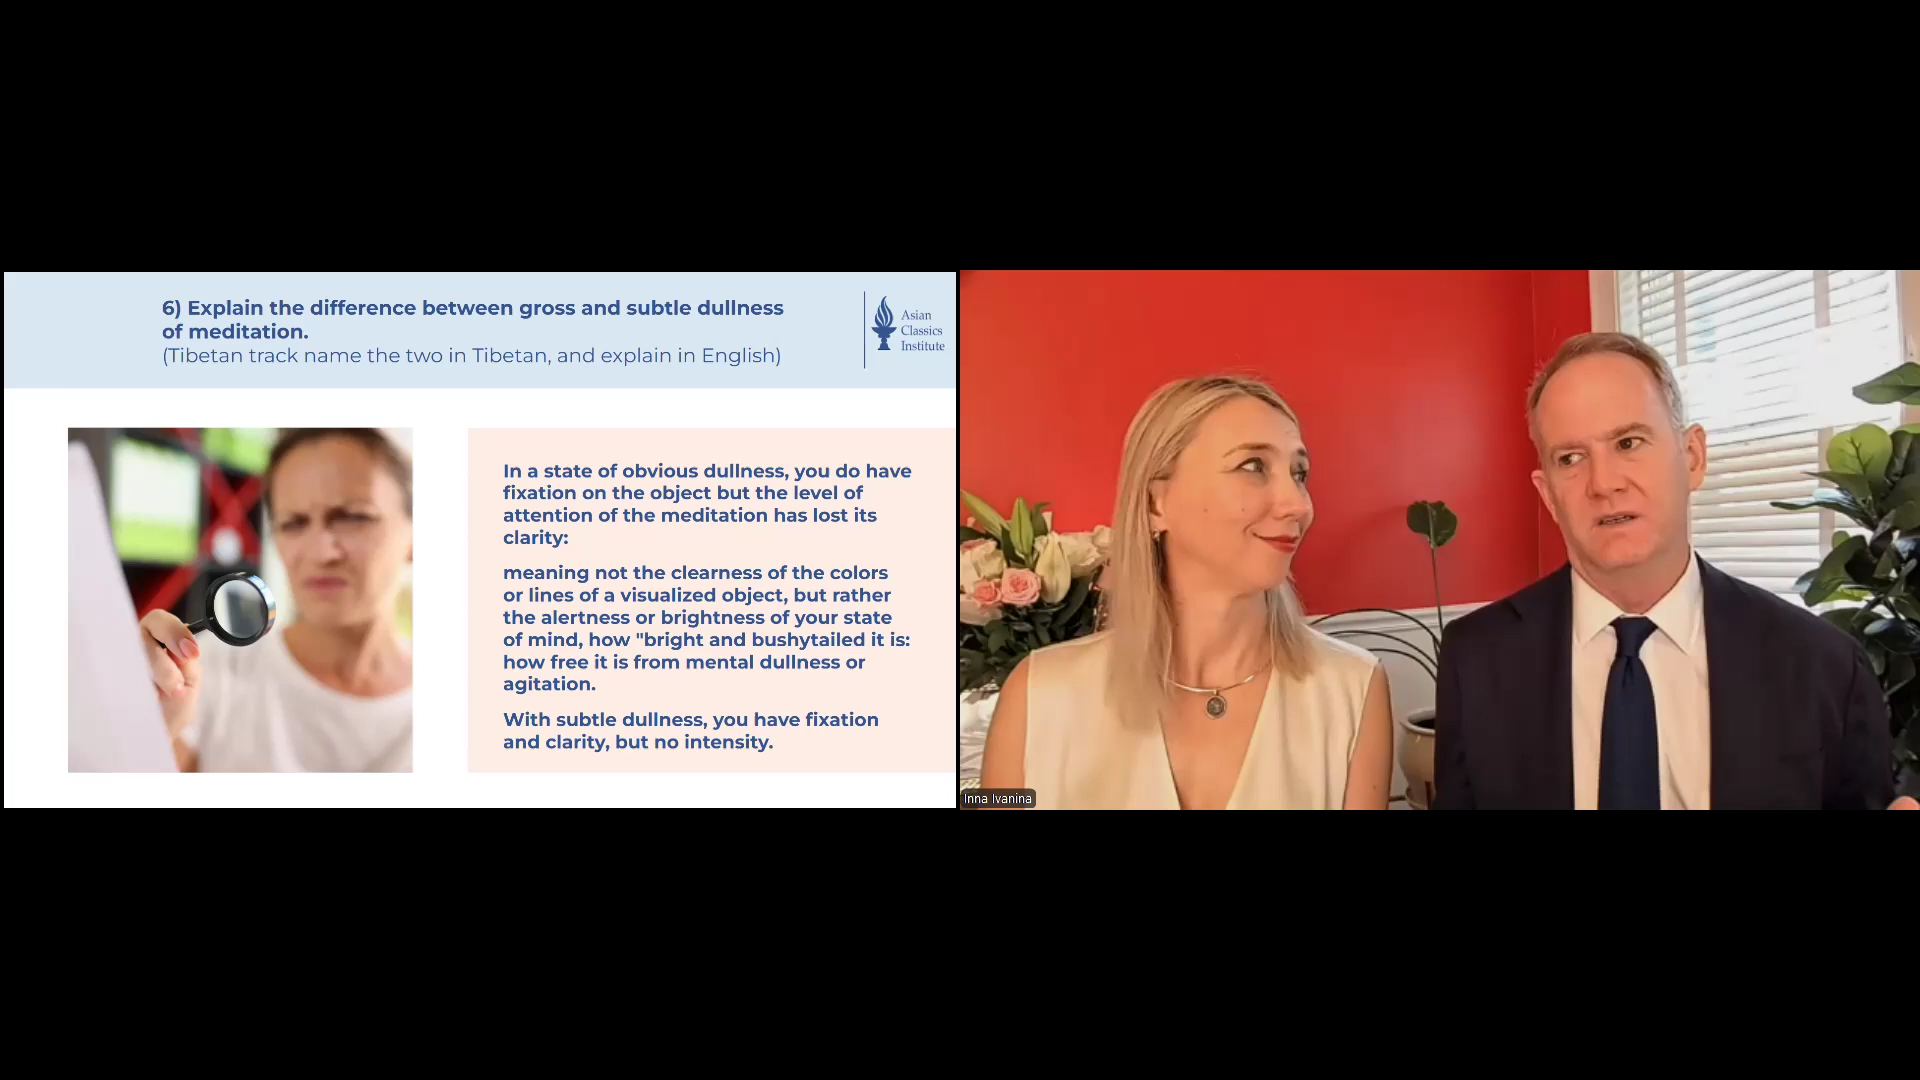 6) Explain the difference between gross and subtle dullness
of meditation.
(Tibetan track name the two in Tibetan, and explain in English)
Asian
Classics
Institute
In a state of obvious dullness, you do have
fixation on the object but the level of
attention of the meditation has lost its
clarity:
meaning not the clearness of the colors
or lines of a visualized object, but rather
the alertness or brightness of your state
of mind, how "bright and bushytailed it is:
how free it is from mental dullness or
agitation.
With subtle dullness, you have fixation
and clarity, but no intensity.
Inna Ivanina